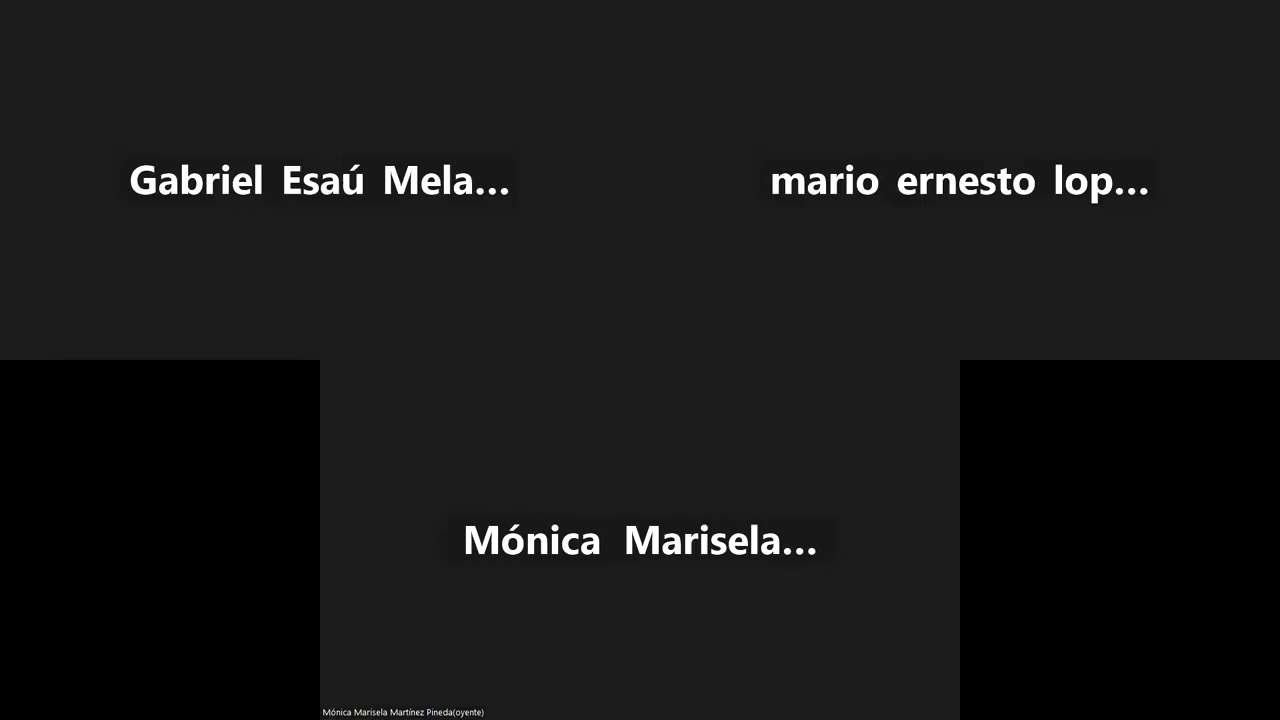 Gabriel Esaú Mela...
mario ernesto lop...
Mónica Marisela...
Mónica Marisela Martínez Pineda(oyente)